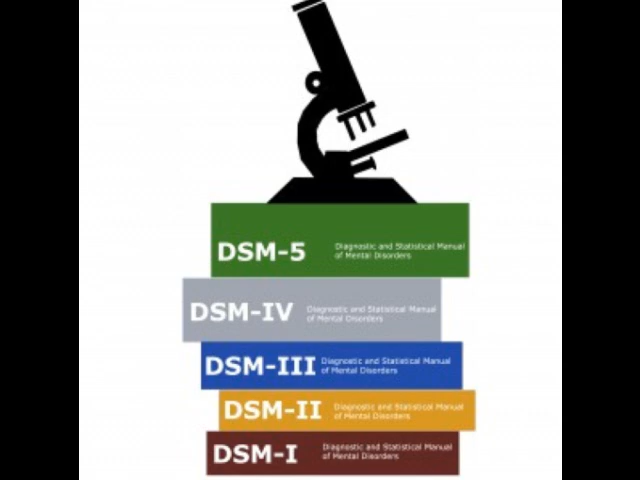 DSM-5
Diagnostic and Statistical Manual
of Mental Disorders
DSM-IV
Diagnostic and Statistical Manual
of Mental Disorders
DSM-III
Diagnostic and Statistical Manual
of Mental Disorders
DSM-II
Diagnostic and Statistical Manual
of Mental Disorders
DSM-I
Diagnostic and Statistical Manual
of Mental Disorders